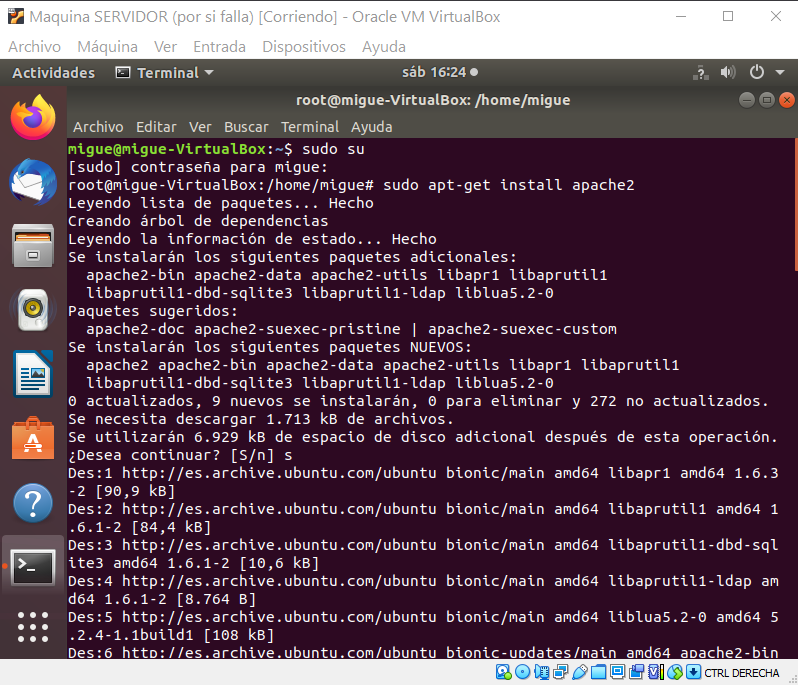 Maquina SERVIDOR (por si falla) [Corriendo] - Oracle VM VirtualBox
Archivo Máquina Ver Entrada Dispositivos Ayuda
Actividades Terminal sáb 16:24
root@migue-VirtualBox: /home/migue
Archivo Editar Ver Buscar Terminal Ayuda
migue@migue-VirtualBox:~$ sudo su
[sudo] contraseña para migue:
root@migue-VirtualBox:/home/migue# sudo apt-get install apache2
Leyendo lista de paquetes... Hecho
Creando árbol de dependencias
Leyendo la información de estado... Hecho
Se instalarán los siguientes paquetes adicionales:
  apache2-bin apache2-data apache2-utils libapr1 libaprutil1
  libaprutil1-dbd-sqlite3 libaprutil1-ldap liblua5.2-0
Paquetes sugeridos:
  apache2-doc apache2-suexec-pristine | apache2-suexec-custom
Se instalarán los siguientes paquetes NUEVOS:
  apache2 apache2-bin apache2-data apache2-utils libapr1 libaprutil1
  libaprutil1-dbd-sqlite3 libaprutil1-ldap liblua5.2-0
0 actualizados, 9 nuevos se instalarán, 0 para eliminar y 272 no actualizados.
Se necesita descargar 1.713 kB de archivos.
Se utilizarán 6.929 kB de espacio de disco adicional después de esta operación.
¿Desea continuar? [S/n] s
Des:1 http://es.archive.ubuntu.com/ubuntu bionic/main amd64 libapr1 amd64 1.6.3
-2 [90,9 kB]
Des:2 http://es.archive.ubuntu.com/ubuntu bionic/main amd64 libaprutil1 amd64 1
.6.1-2 [84,4 kB]
Des:3 http://es.archive.ubuntu.com/ubuntu bionic/main amd64 libaprutil1-dbd-sql
ite3 amd64 1.6.1-2 [10,6 kB]
Des:4 http://es.archive.ubuntu.com/ubuntu bionic/main amd64 libaprutil1-ldap am
d64 1.6.1-2 [8.764 B]
Des:5 http://es.archive.ubuntu.com/ubuntu bionic/main amd64 liblua5.2-0 amd64 5
.2.4-1.1build1 [108 kB]
Des:6 http://es.archive.ubuntu.com/ubuntu bionic-updates/main amd64 apache2-bin
CTRL DERECHA